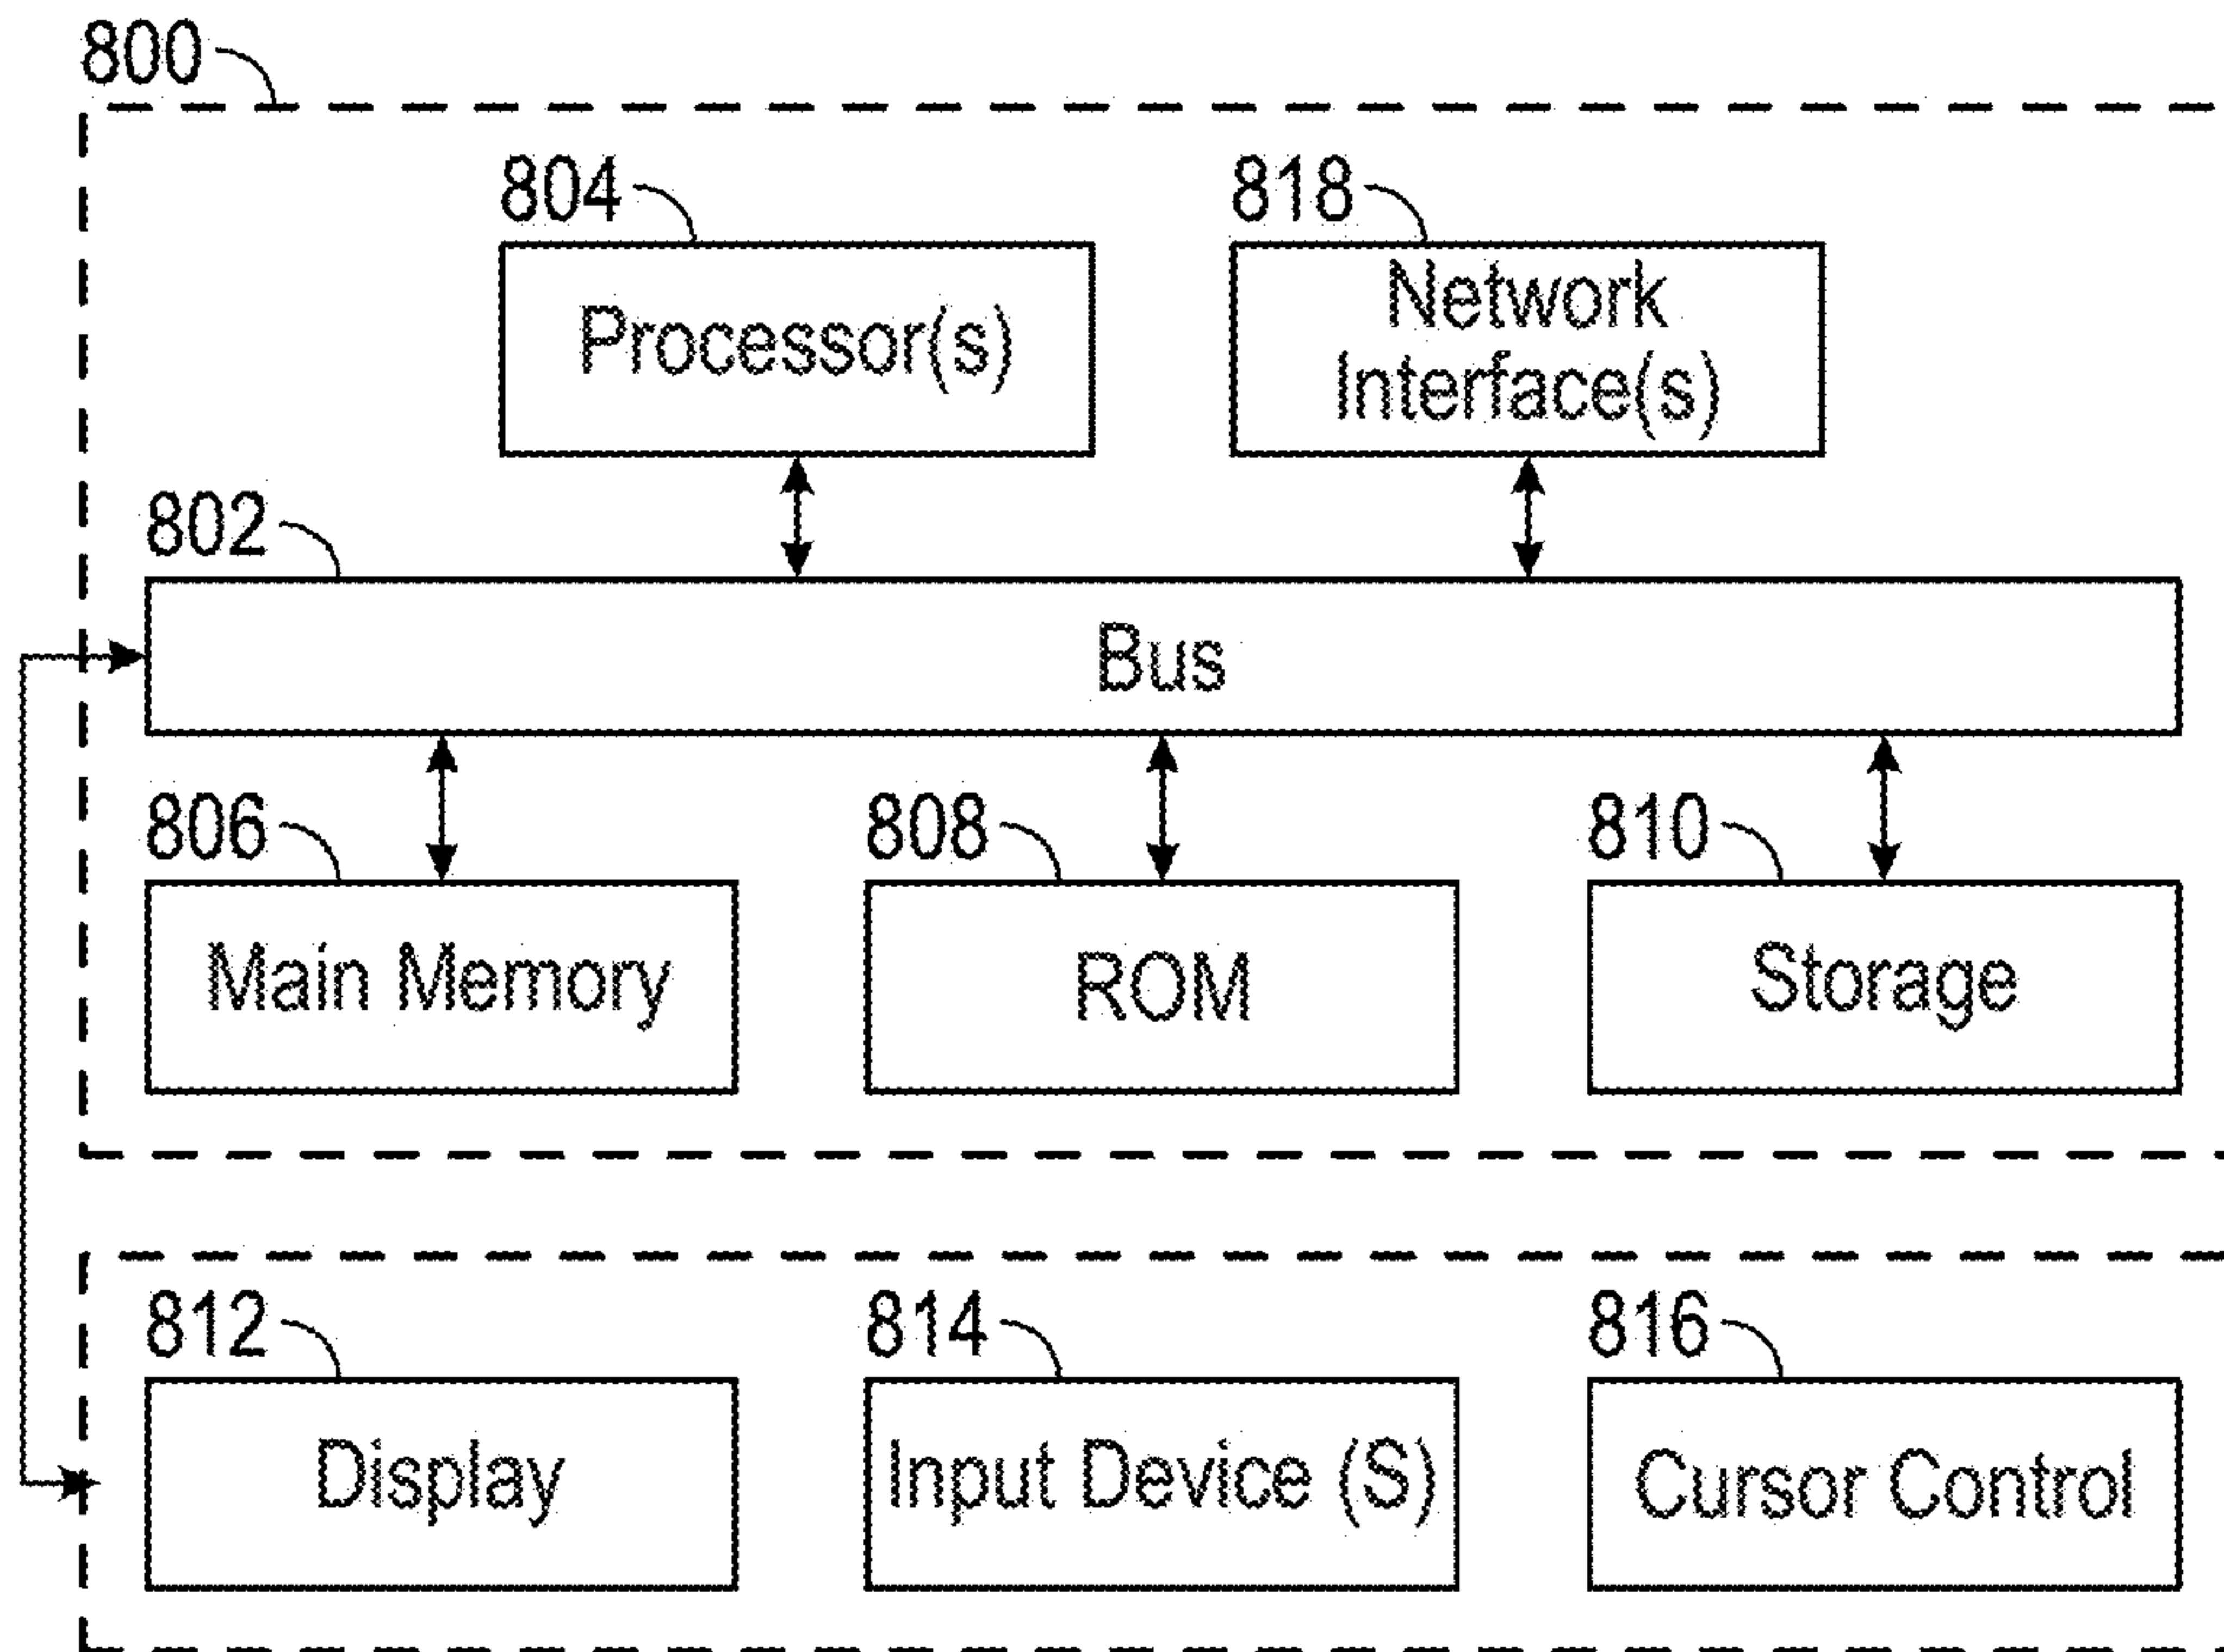 800
804
818
Processor(s)
Network
Interface(s)
802
Bus
806
808
810
Main Memory
ROM
Storage
812
814
816
Display
Input Device (S)
Cursor Control